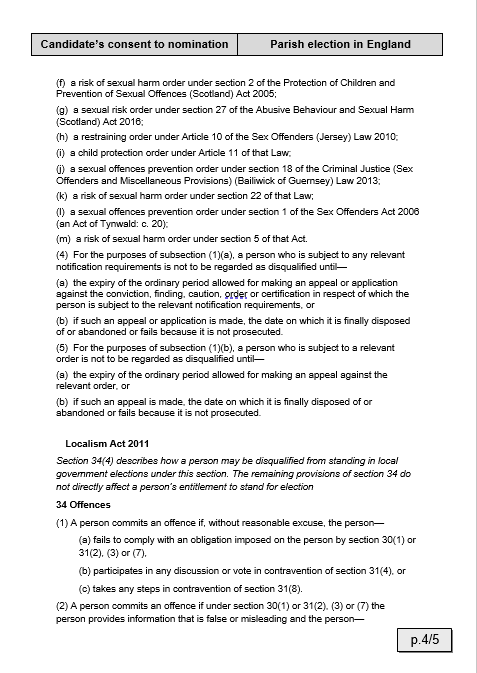 Candidate's consent to nomination
Parish election in England
(f)  a risk of sexual harm order under section 2 of the Protection of Children and
Prevention of Sexual Offences (Scotland) Act 2005;
(g)  a sexual risk order under section 27 of the Abusive Behaviour and Sexual Harm
(Scotland) Act 2016;
(h)  a restraining order under Article 10 of the Sex Offenders (Jersey) Law 2010;
(i)  a child protection order under Article 11 of that Law;
(j)  a sexual offences prevention order under section 18 of the Criminal Justice (Sex
Offenders and Miscellaneous Provisions) (Bailiwick of Guernsey) Law 2013;
(k)  a risk of sexual harm order under section 22 of that Law;
(l)  a sexual offences prevention order under section 1 of the Sex Offenders Act 2006
(an Act of Tynwald: c. 20);
(m)  a risk of sexual harm order under section 5 of that Act.
(4)  For the purposes of subsection (1)(a), a person who is subject to any relevant
notification requirements is not to be regarded as disqualified until—
(a)  the expiry of the ordinary period allowed for making an appeal or application
against the conviction, finding, caution, order or certification in respect of which the
person is subject to the relevant notification requirements, or
(b)  if such an appeal or application is made, the date on which it is finally disposed
of or abandoned or fails because it is not prosecuted.
(5)  For the purposes of subsection (1)(b), a person who is subject to a relevant
order is not to be regarded as disqualified until—
(a)  the expiry of the ordinary period allowed for making an appeal against the
relevant order, or
(b)  if such an appeal is made, the date on which it is finally disposed of or
abandoned or fails because it is not prosecuted.
Localism Act 2011
Section 34(4) describes how a person may be disqualified from standing in local
government elections under this section. The remaining provisions of section 34 do
not directly affect a person's entitlement to stand for election
34 Offences
(1) A person commits an offence if, without reasonable excuse, the person—
(a) fails to comply with an obligation imposed on the person by section 30(1) or
31(2), (3) or (7),
(b) participates in any discussion or vote in contravention of section 31(4), or
(c) takes any steps in contravention of section 31(8).
(2) A person commits an offence if under section 30(1) or 31(2), (3) or (7) the
person provides information that is false or misleading and the person—
p.4/5